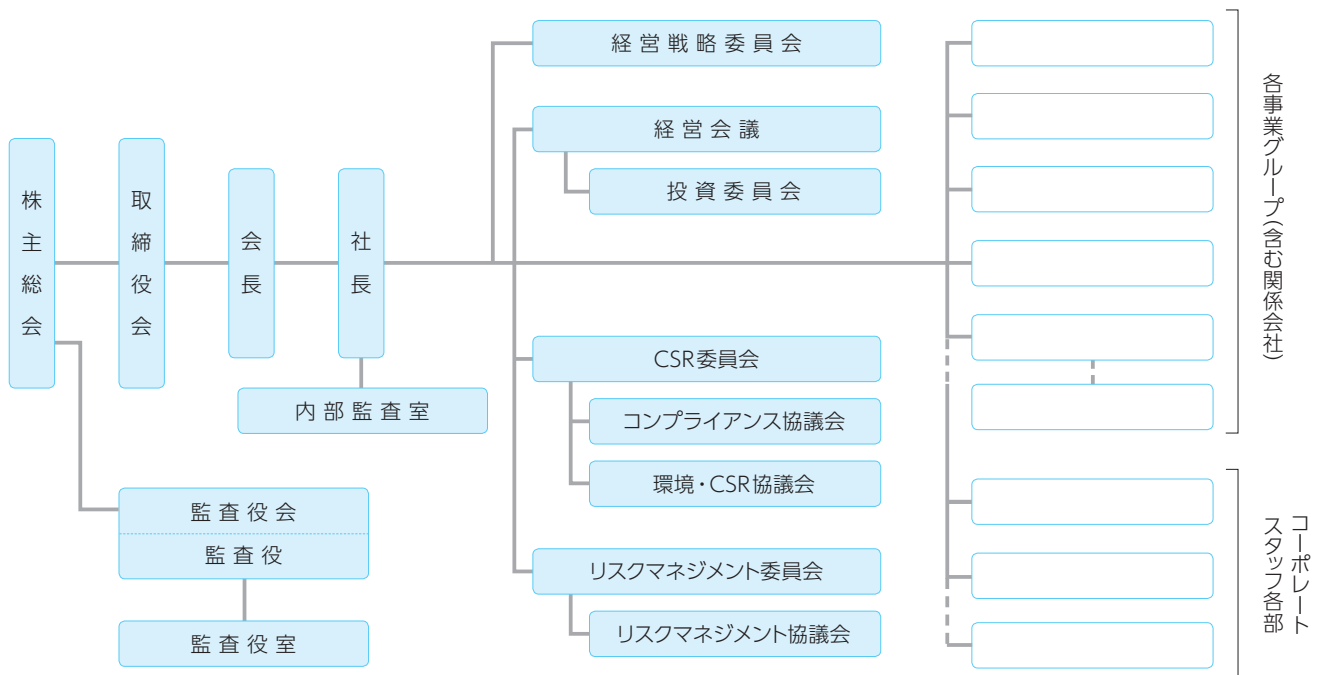 株主総会
取締役会
会長
社長
内部監査室
監査役会
監査役
監査役室
経営戦略委員会
経営会議
投資委員会
CSR委員会
コンプライアンス協議会
環境・CSR協議会
リスクマネジメント委員会
リスクマネジメント協議会
各事業グループ(含む関係会社)
コーポレート
スタッフ各部